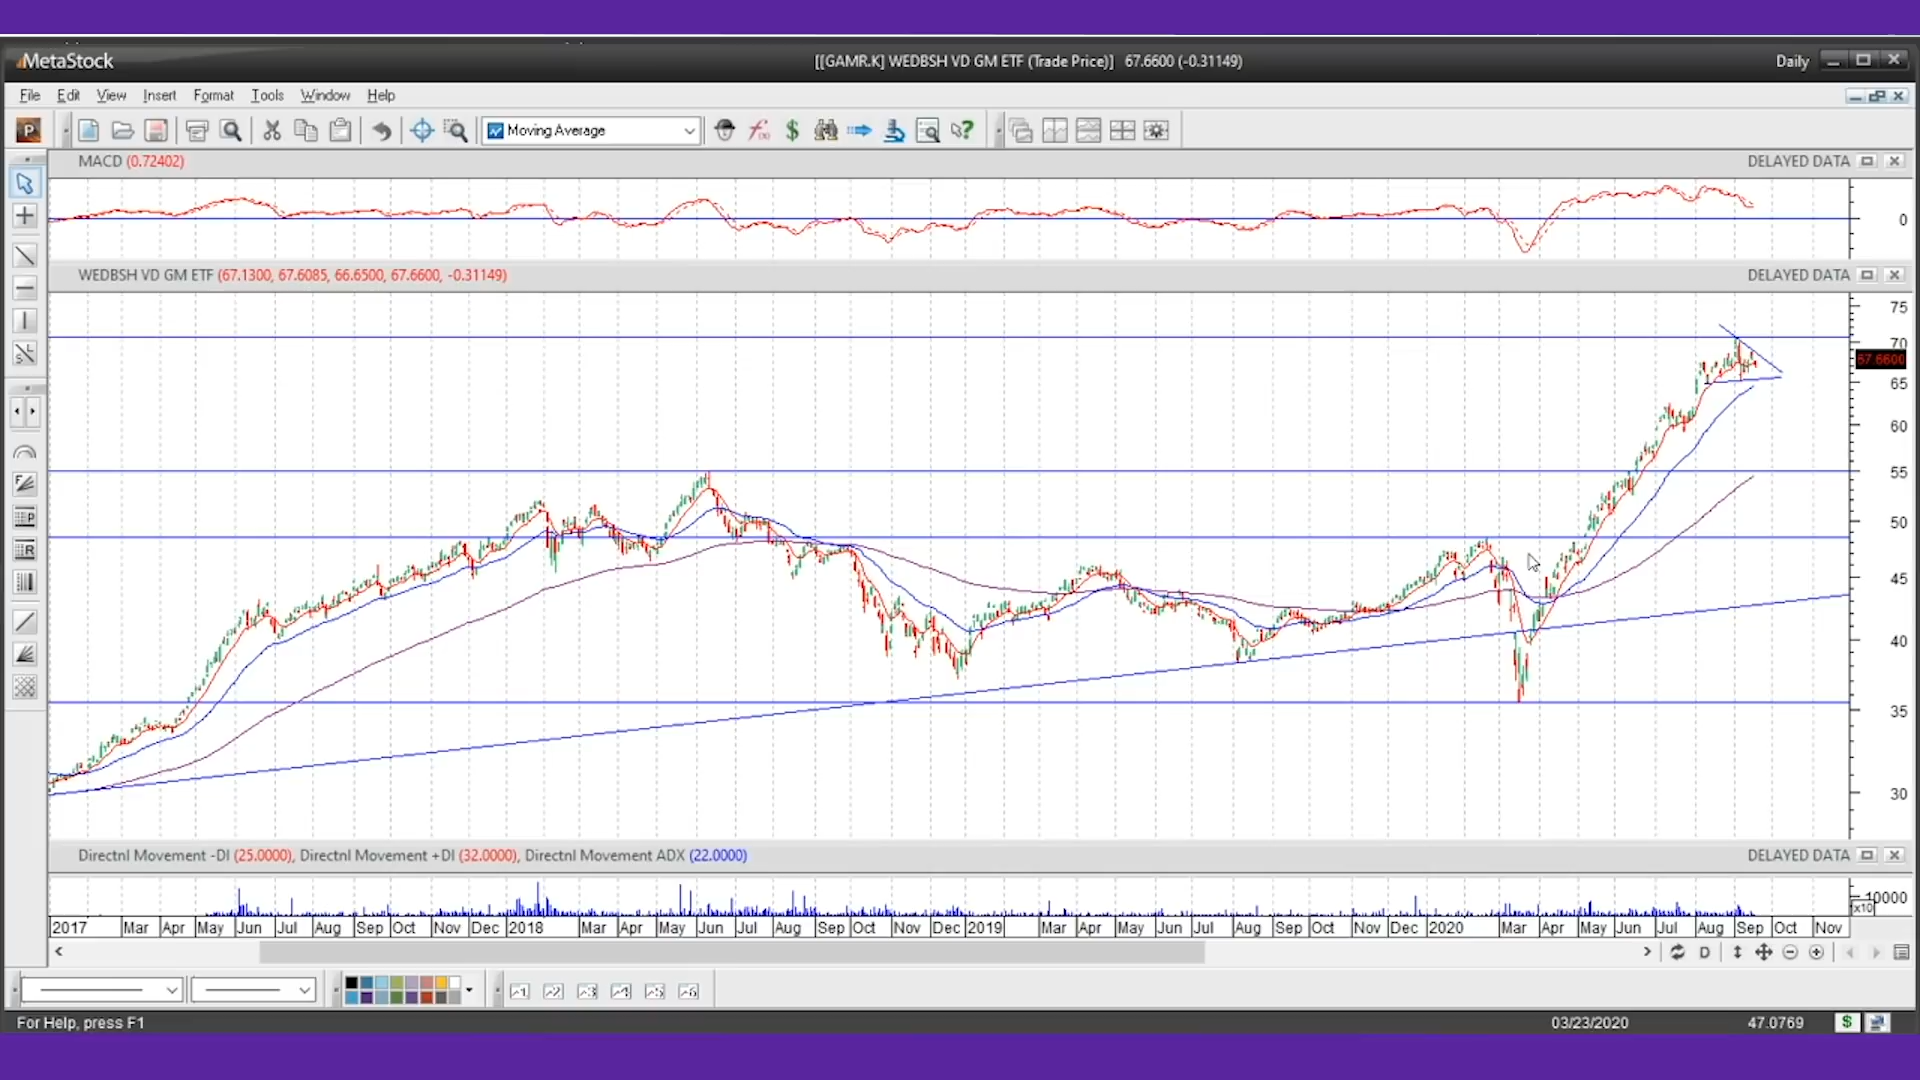 MetaStock
[[GAMR.K] WEDBSH VD GM ETF (Trade Price)] 67.6600 (-0.31149)
Daily
File Edit View Insert Format Tools Window Help
P
Moving Average
MACD (0.72402)
DELAYED DATA
0
WEDBSH VD GM ETF (67.1300, 67.6085, 66.6500, 67.6600, -0.31149)
DELAYED DATA
75
70
67.6600
65
60
55
50
45
40
35
30
Directnl Movement -DI (25.0000), Directnl Movement +DI (32.0000), Directnl Movement ADX (22.0000)
DELAYED DATA
10000
x10
2017 Mar Apr May Jun Jul Aug Sep Oct Nov Dec 2018 Mar Apr May Jun Jul Aug Sep Oct Nov Dec 2019 Mar Apr May Jun Jul Aug Sep Oct Nov Dec 2020 Mar Apr May Jun Jul Aug Sep Oct Nov
D
For Help, press F1
03/23/2020
47.0769
$